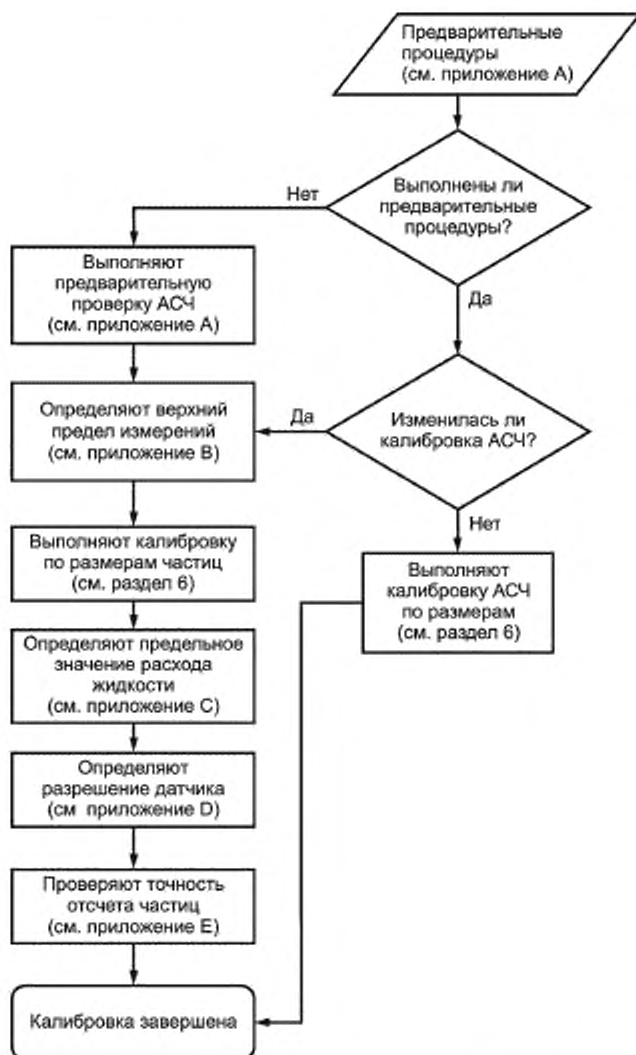 Предварительные
процедуры
(см. приложение А)
Выполнены ли
предварительные
процедуры?
Нет
Да
Выполняют
предварительную
проверку АСЧ
(см. приложение А)
Изменилась ли
калибровка АСЧ?
Да
Нет
Определяют верхний
предел измерений
(см. приложение В)
Выполняют калибровку
по размерам частиц
(см. раздел 6)
Выполняют
калибровку АСЧ
по размерам
(см. раздел 6)
Определяют предельное
значение расхода
жидкости
(см. приложение С)
Определяют
разрешение датчика
(см приложение D)
Проверяют точность
отсчета частиц
(см. приложение Е)
Калибровка завершена